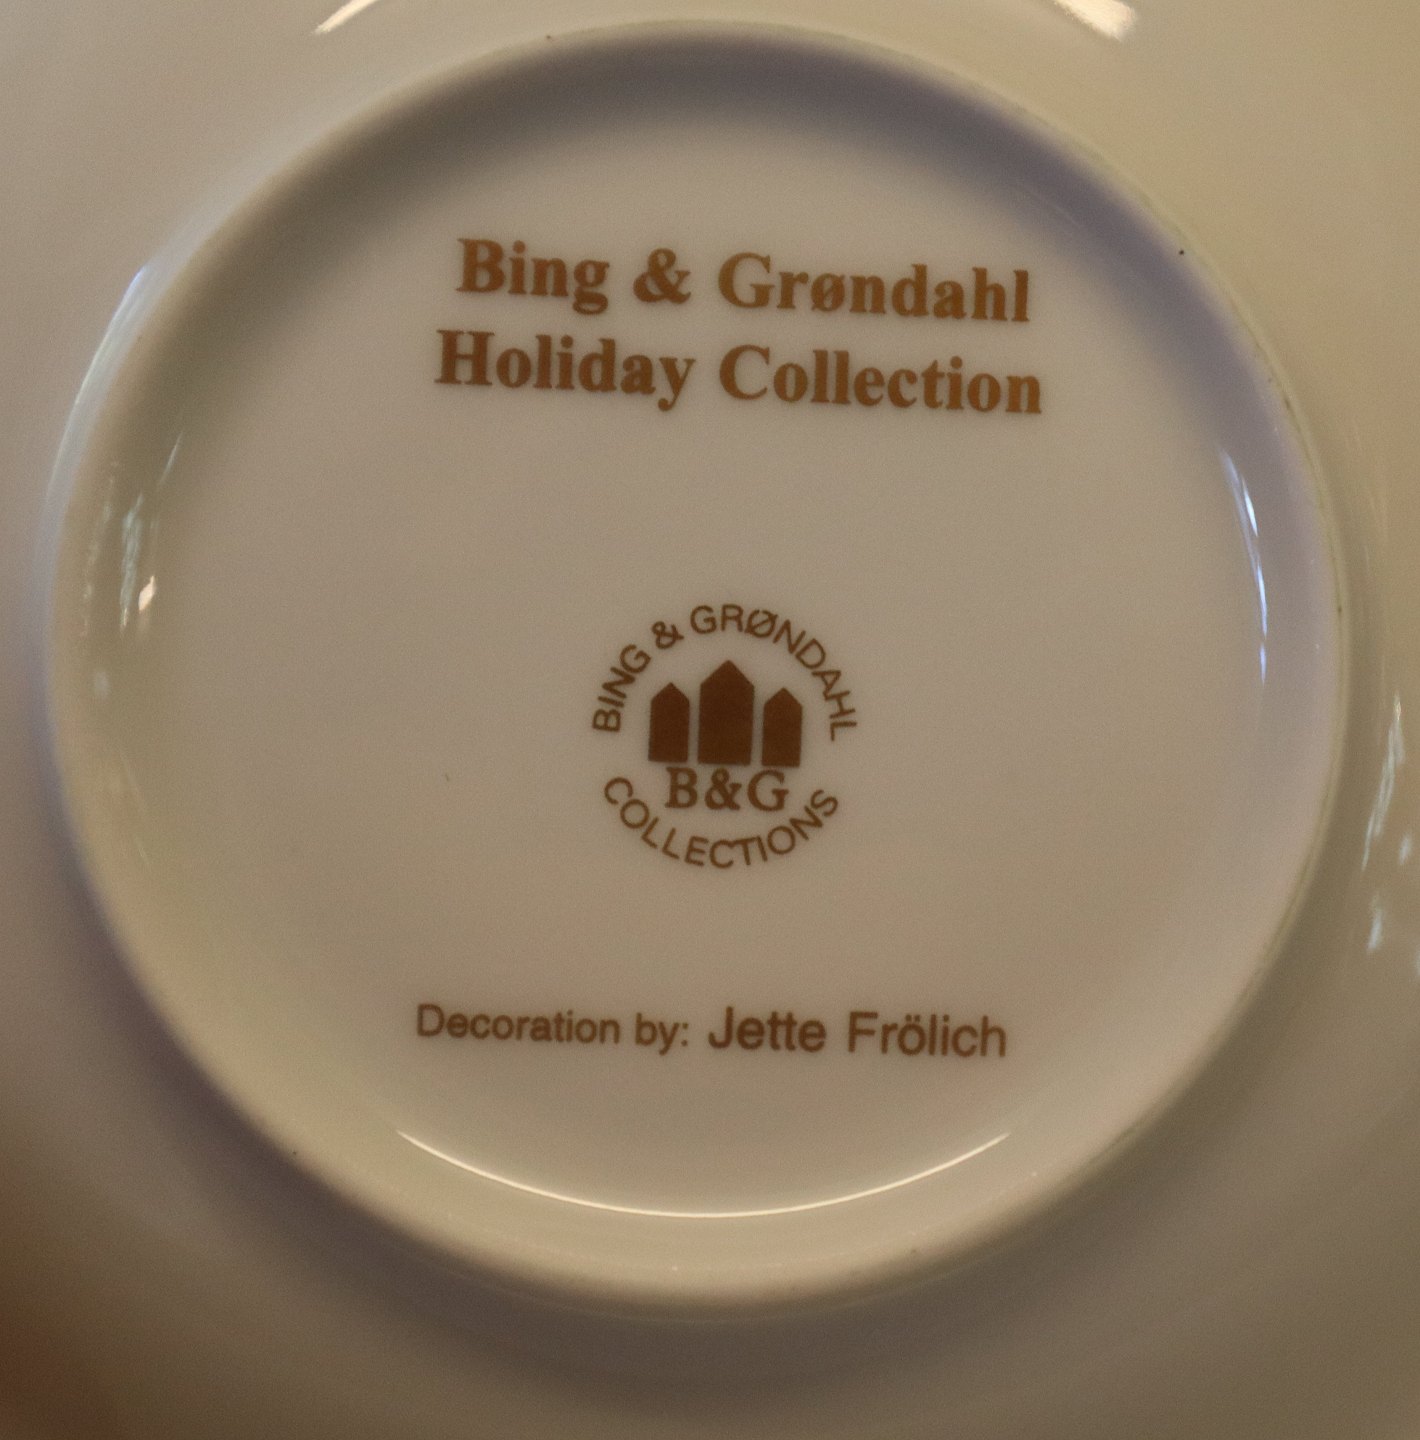 Bing & Grøndahl
Holiday Collection
BING & GRØNDAHL
B&G
COLLECTIONS
Decoration by: Jette Frölich